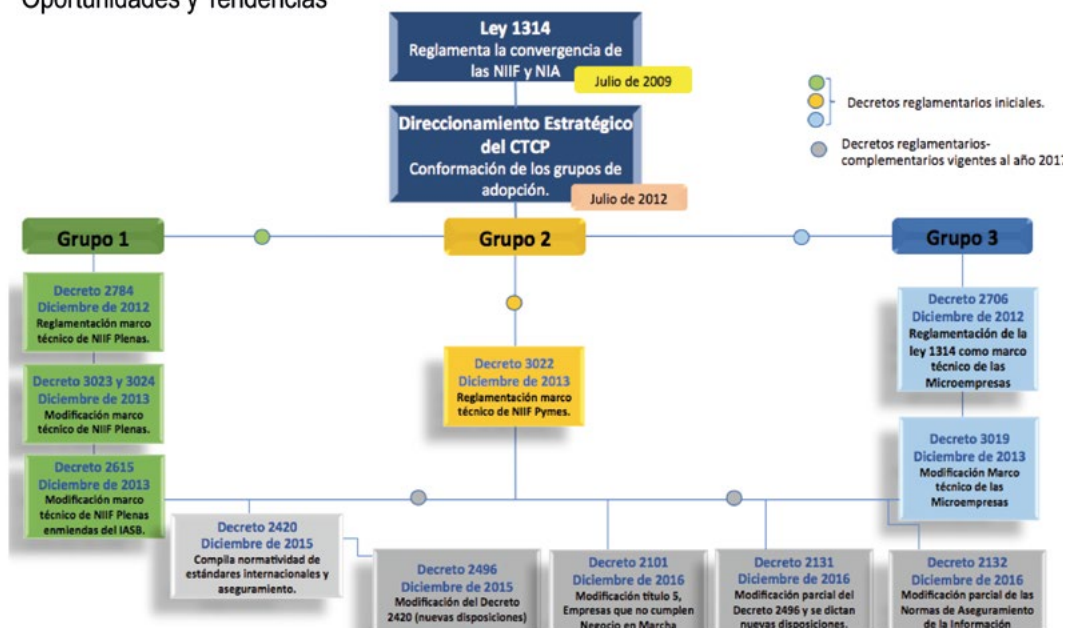 Oportunidades y Tendencias
Ley 1314
Reglamenta la convergencia de
las NIIF y NIA
Julio de 2009
Direccionamiento Estratégico
del CTCP
Conformación de los grupos de
adopción.
Julio de 2012
Decretos reglamentarios iniciales.
Decretos reglamentarios-
complementarios vigentes al año 201
Grupo 1
Grupo 2
Grupo 3
Decreto 2784
Diciembre de 2012
Reglamentación marco
técnico de NIIF Plenas.
Decreto 3023 y 3024
Diciembre de 2013
Modificación marco
técnico de NIIF Plenas.
Decreto 2615
Diciembre de 2013
Modificación marco
técnico de NIIF Plenas
enmiendas del IASB.
Decreto 3022
Diciembre de 2013
Reglamentación marco
técnico de NIIF Pymes.
Decreto 2706
Diciembre de 2012
Reglamentación de la
ley 1314 como marco
técnico de las
Microempresas
Decreto 3019
Diciembre de 2013
Modificación Marco
técnico de las
Microempresas
Decreto 2420
Diciembre de 2015
Compila normatividad de
estándares internacionales y
aseguramiento.
Decreto 2496
Diciembre de 2015
Modificación del Decreto
2420 (nuevas disposiciones)
Decreto 2101
Diciembre de 2016
Modificación título 5,
Empresas que no cumplen
Negocio en Marcha
Decreto 2131
Diciembre de 2016
Modificación parcial del
Decreto 2496 y se dictan
nuevas disposiciones.
Decreto 2132
Diciembre de 2016
Modificación parcial de las
Normas de Aseguramiento
de la Información